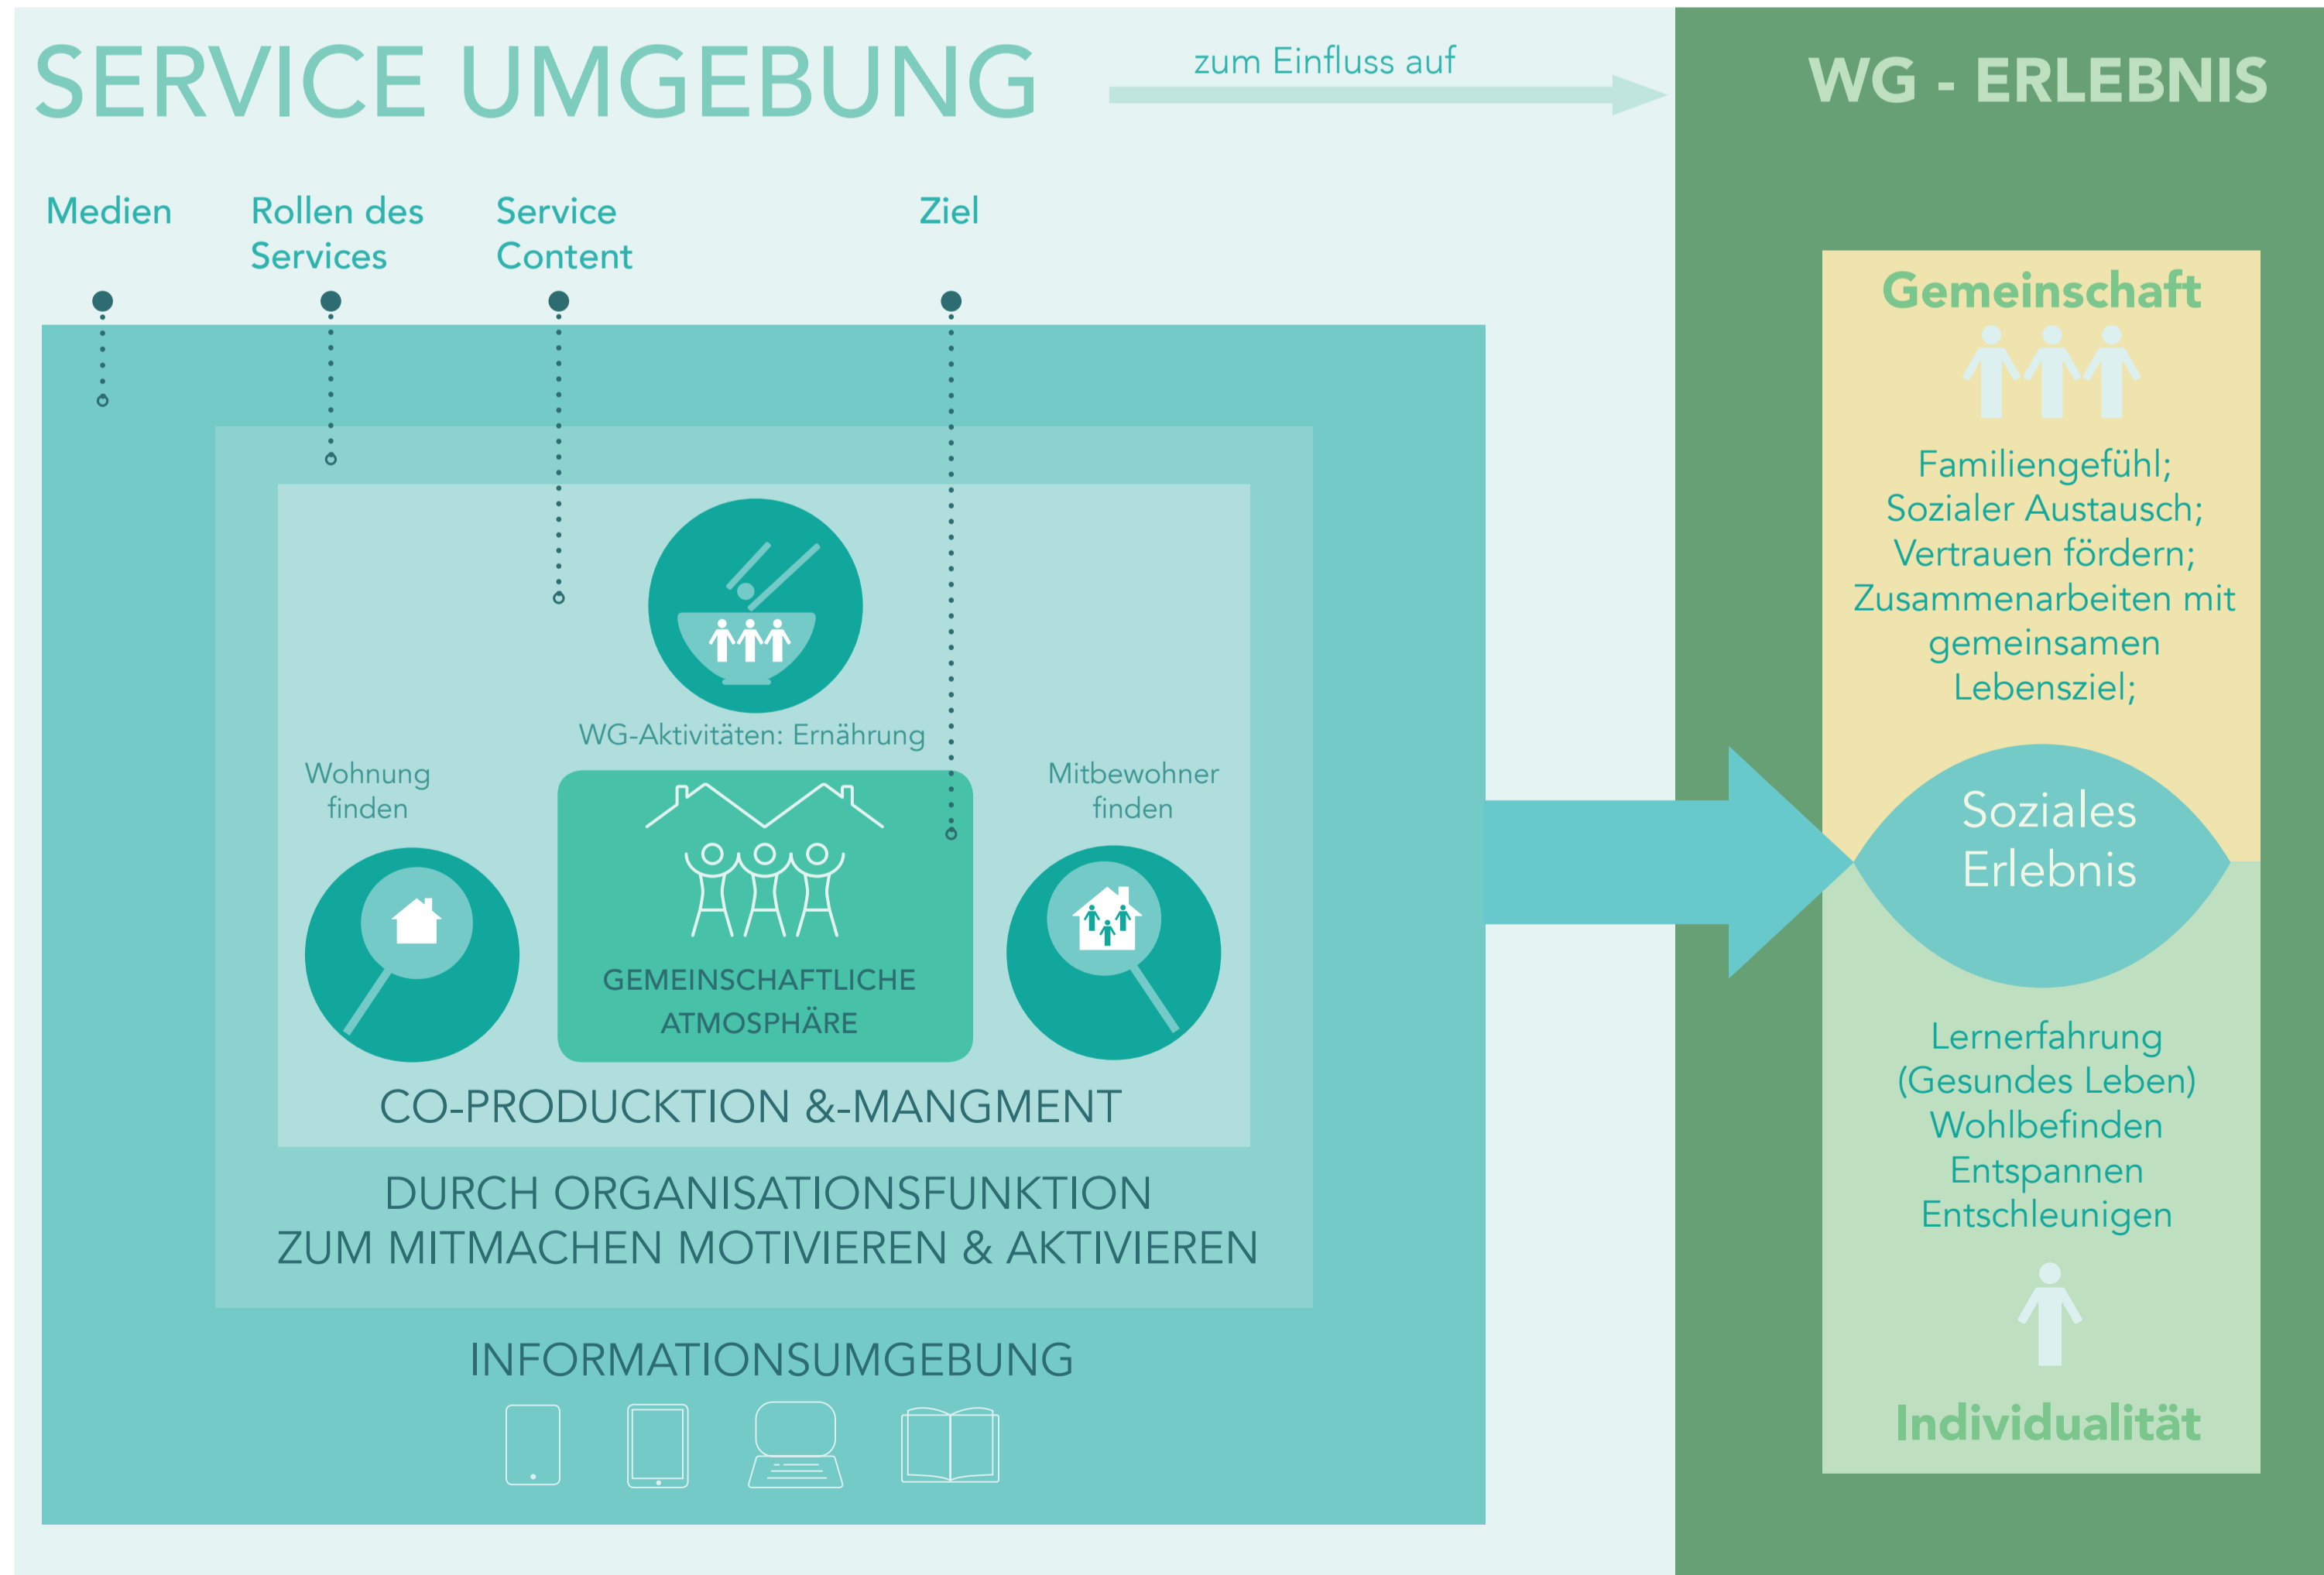 SERVICE UMGEBUNG
zum Einfluss auf
WG - ERLEBNIS
Medien
Rollen des
Services
Service
Content
Ziel
WG-Aktivitäten: Ernährung
Wohnung
finden
Mitbewohner
finden
GEMEINSCHAFTLICHE
ATMOSPHÄRE
CO-PRODUCKTION &-MANGMENT
DURCH ORGANISATIONSFUNKTION
ZUM MITMACHEN MOTIVIEREN & AKTIVIEREN
INFORMATIONSUMGEBUNG
Gemeinschaft
Familiengefühl;
Sozialer Austausch;
Vertrauen fördern;
Zusammenarbeiten mit
gemeinsamen
Lebensziel;
Soziales
Erlebnis
Lernerfahrung
(Gesundes Leben)
Wohlbefinden
Entspannen
Entschleunigen
Individualität